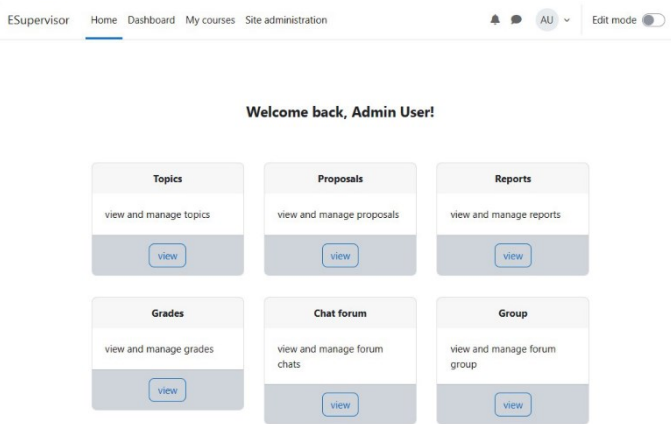 ESupervisor Home Dashboard My courses Site administration AU Edit mode
Welcome back, Admin User!
Topics Proposals Reports
view and manage topics view and manage proposals view and manage reports
view view view
Grades Chat forum Group
view and manage grades view and manage forum view and manage forum
chats group
view
view view